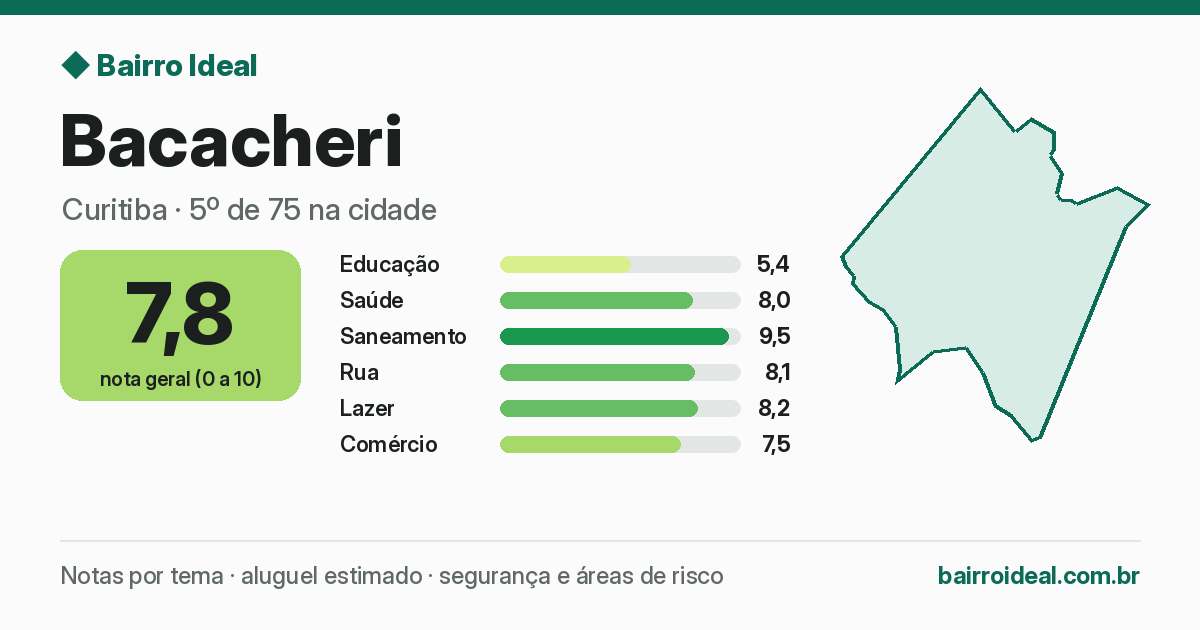 Bairro Ideal
Bacacheri
Curitiba · 5º de 75 na cidade
7,8
nota geral (0 a 10)
Educação 5,4
Saúde 8,0
Saneamento 9,5
Rua 8,1
Lazer 8,2
Comércio 7,5
Notas por tema · aluguel estimado · segurança e áreas de risco
bairroideal.com.br